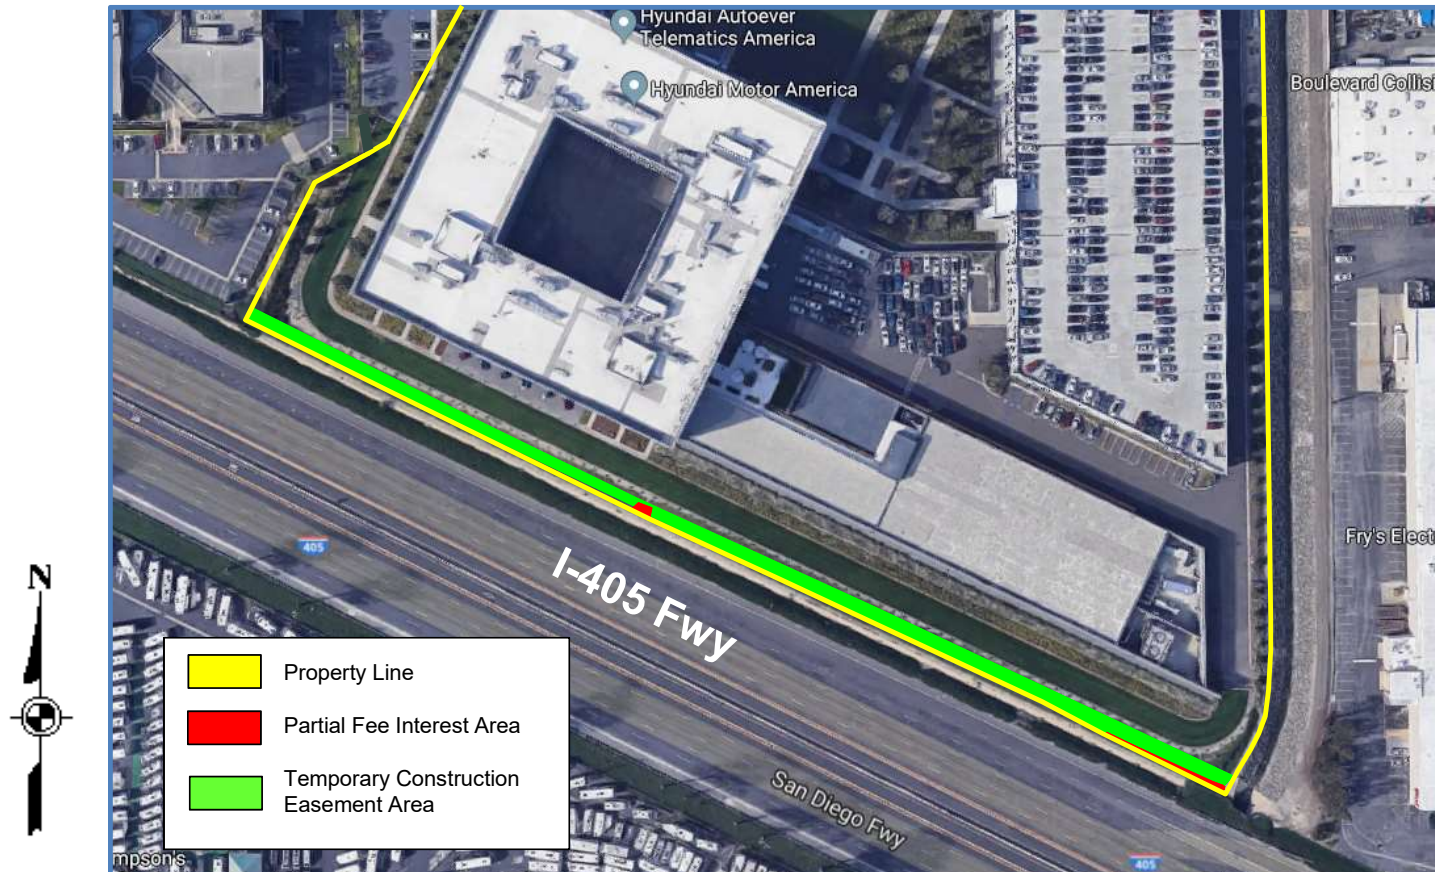 Hyundai Autoever
Telematics America
Hyundai Motor America
Boulevard Collisi
Fry's Elect
405
I-405 Fwy
N
Property Line
Partial Fee Interest Area
Temporary Construction
Easement Area
San Diego Fwy
mpson's
405